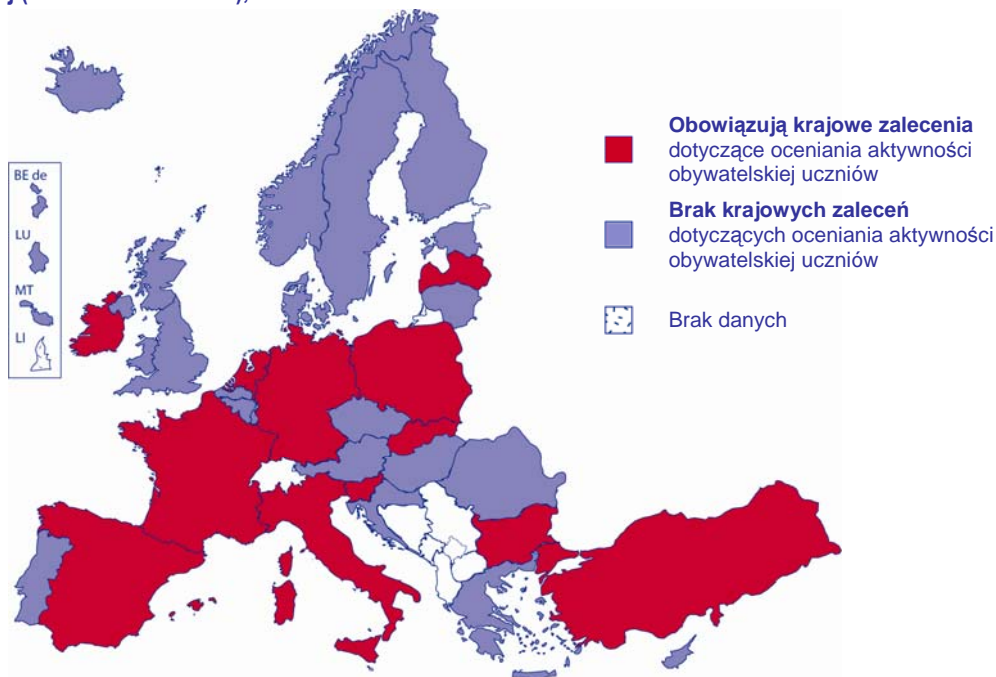 BE de
LU
MT
LI
Obowiązują krajowe zalecenia
dotyczące oceniania aktywności
obywatelskiej uczniów
Brak krajowych zaleceń
dotyczących oceniania aktywności
obywatelskiej uczniów
Brak danych